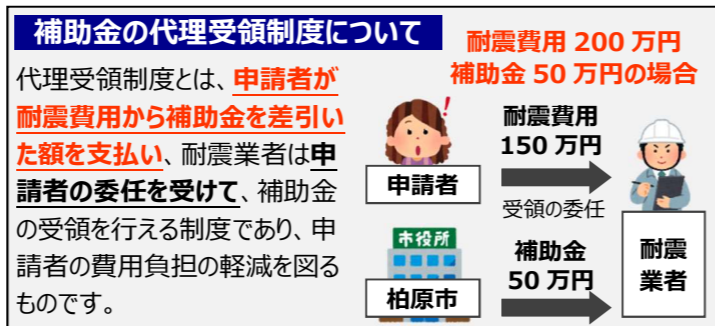 補助金の代理受領制度について
代理受領制度とは、申請者が
耐震費用から補助金を差引い
た額を支払い、耐震業者は申
請者の委任を受けて、補助金
の受領を行える制度であり、申
請者の費用負担の軽減を図る
ものです。
耐震費用 200 万円
補助金 50 万円の場合
!
耐震費用
150 万円
申請者
受領の委任
市役所
補助金
50 万円
柏原市
耐震
業者